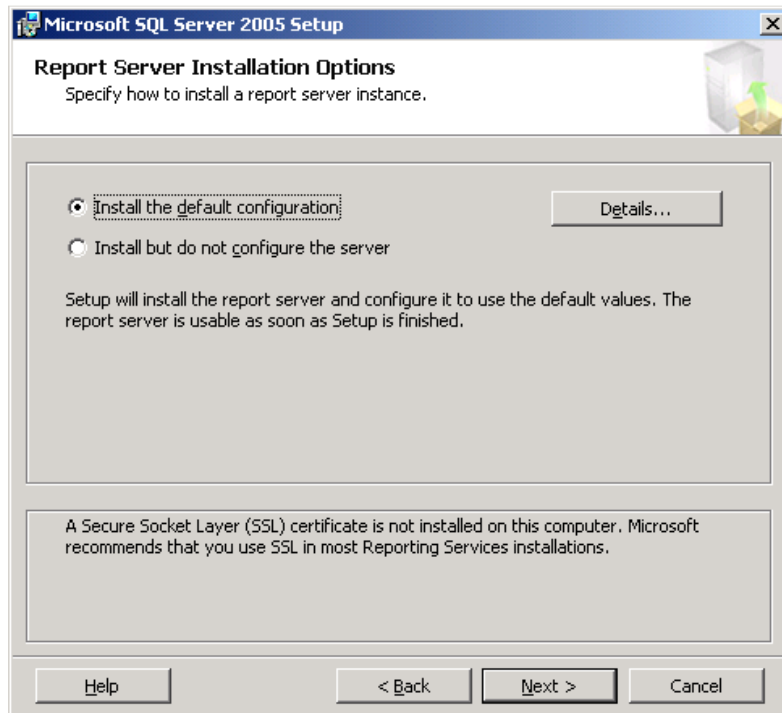 Microsoft SQL Server 2005 Setup
Report Server Installation Options
Specify how to install a report server instance.
Install the default configuration
Details...
Install but do not configure the server
Setup will install the report server and configure it to use the default values. The
report server is usable as soon as Setup is finished.
A Secure Socket Layer (SSL) certificate is not installed on this computer. Microsoft
recommends that you use SSL in most Reporting Services installations.
Help
< Back
Next >
Cancel